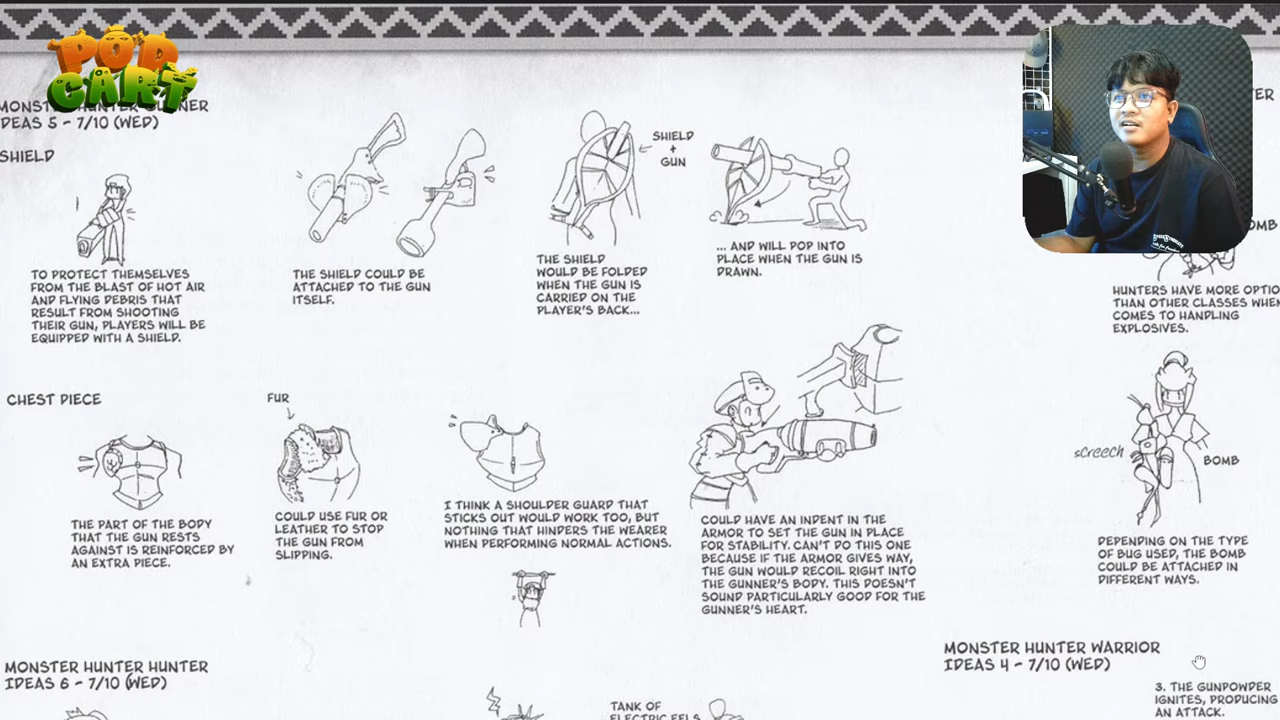 POD
CART
MONSTER HUNTER GUNNER
IDEAS 5 - 7/10 (WED)
SHIELD
TO PROTECT THEMSELVES
FROM THE BLAST OF HOT AIR
AND FLYING DEBRIS THAT
RESULT FROM SHOOTING
THEIR GUN, PLAYERS WILL BE
EQUIPPED WITH A SHIELD.
THE SHIELD COULD BE
ATTACHED TO THE GUN
ITSELF.
THE SHIELD
WOULD BE FOLDED
WHEN THE GUN IS
CARRIED ON THE
PLAYER'S BACK...
SHIELD
+
GUN
... AND WILL POP INTO
PLACE WHEN THE GUN IS
DRAWN.
TER
OMB
HUNTERS HAVE MORE OPTIO
THAN OTHER CLASSES WHEN
COMES TO HANDLING
EXPLOSIVES.
CHEST PIECE
THE PART OF THE BODY
THAT THE GUN RESTS
AGAINST IS REINFORCED BY
AN EXTRA PIECE.
FUR
COULD USE FUR OR
LEATHER TO STOP
THE GUN FROM
SLIPPING.
I THINK A SHOULDER GUARD THAT
STICKS OUT WOULD WORK TOO, BUT
NOTHING THAT HINDERS THE WEARER
WHEN PERFORMING NORMAL ACTIONS.
COULD HAVE AN INDENT IN THE
ARMOR TO SET THE GUN IN PLACE
FOR STABILITY. CAN'T DO THIS ONE
BECAUSE IF THE ARMOR GIVES WAY,
THE GUN WOULD RECOIL RIGHT INTO
THE GUNNER'S BODY. THIS DOESN'T
SOUND PARTICULARLY GOOD FOR THE
GUNNER'S HEART.
SCREECH
BOMB
DEPENDING ON THE TYPE
OF BUG USED, THE BOMB
COULD BE ATTACHED IN
DIFFERENT WAYS.
MONSTER HUNTER HUNTER
IDEAS 6 - 7/10 (WED)
TANK OF
ELECTRIC EELS
MONSTER HUNTER WARRIOR
IDEAS 4 - 7/10 (WED)
3. THE GUNPOWDER
IGNITES, PRODUCING
AN ATTACK.